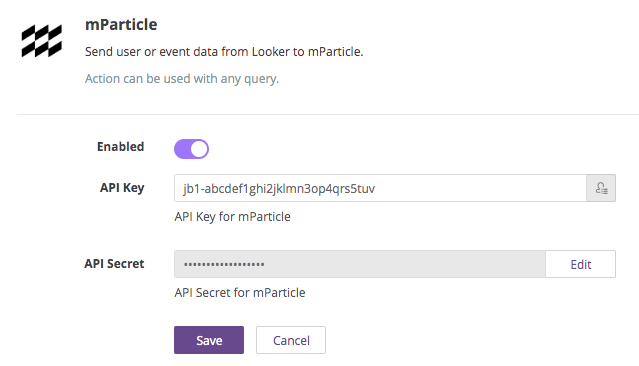 mParticle
Send user or event data from Looker to mParticle.
Action can be used with any query.
Enabled
API Key
jb1-abcdef1ghi2jklmn3op4qrs5tuv
API Key for mParticle
API Secret
••••••••••••••••••
Edit
API Secret for mParticle
Save
Cancel